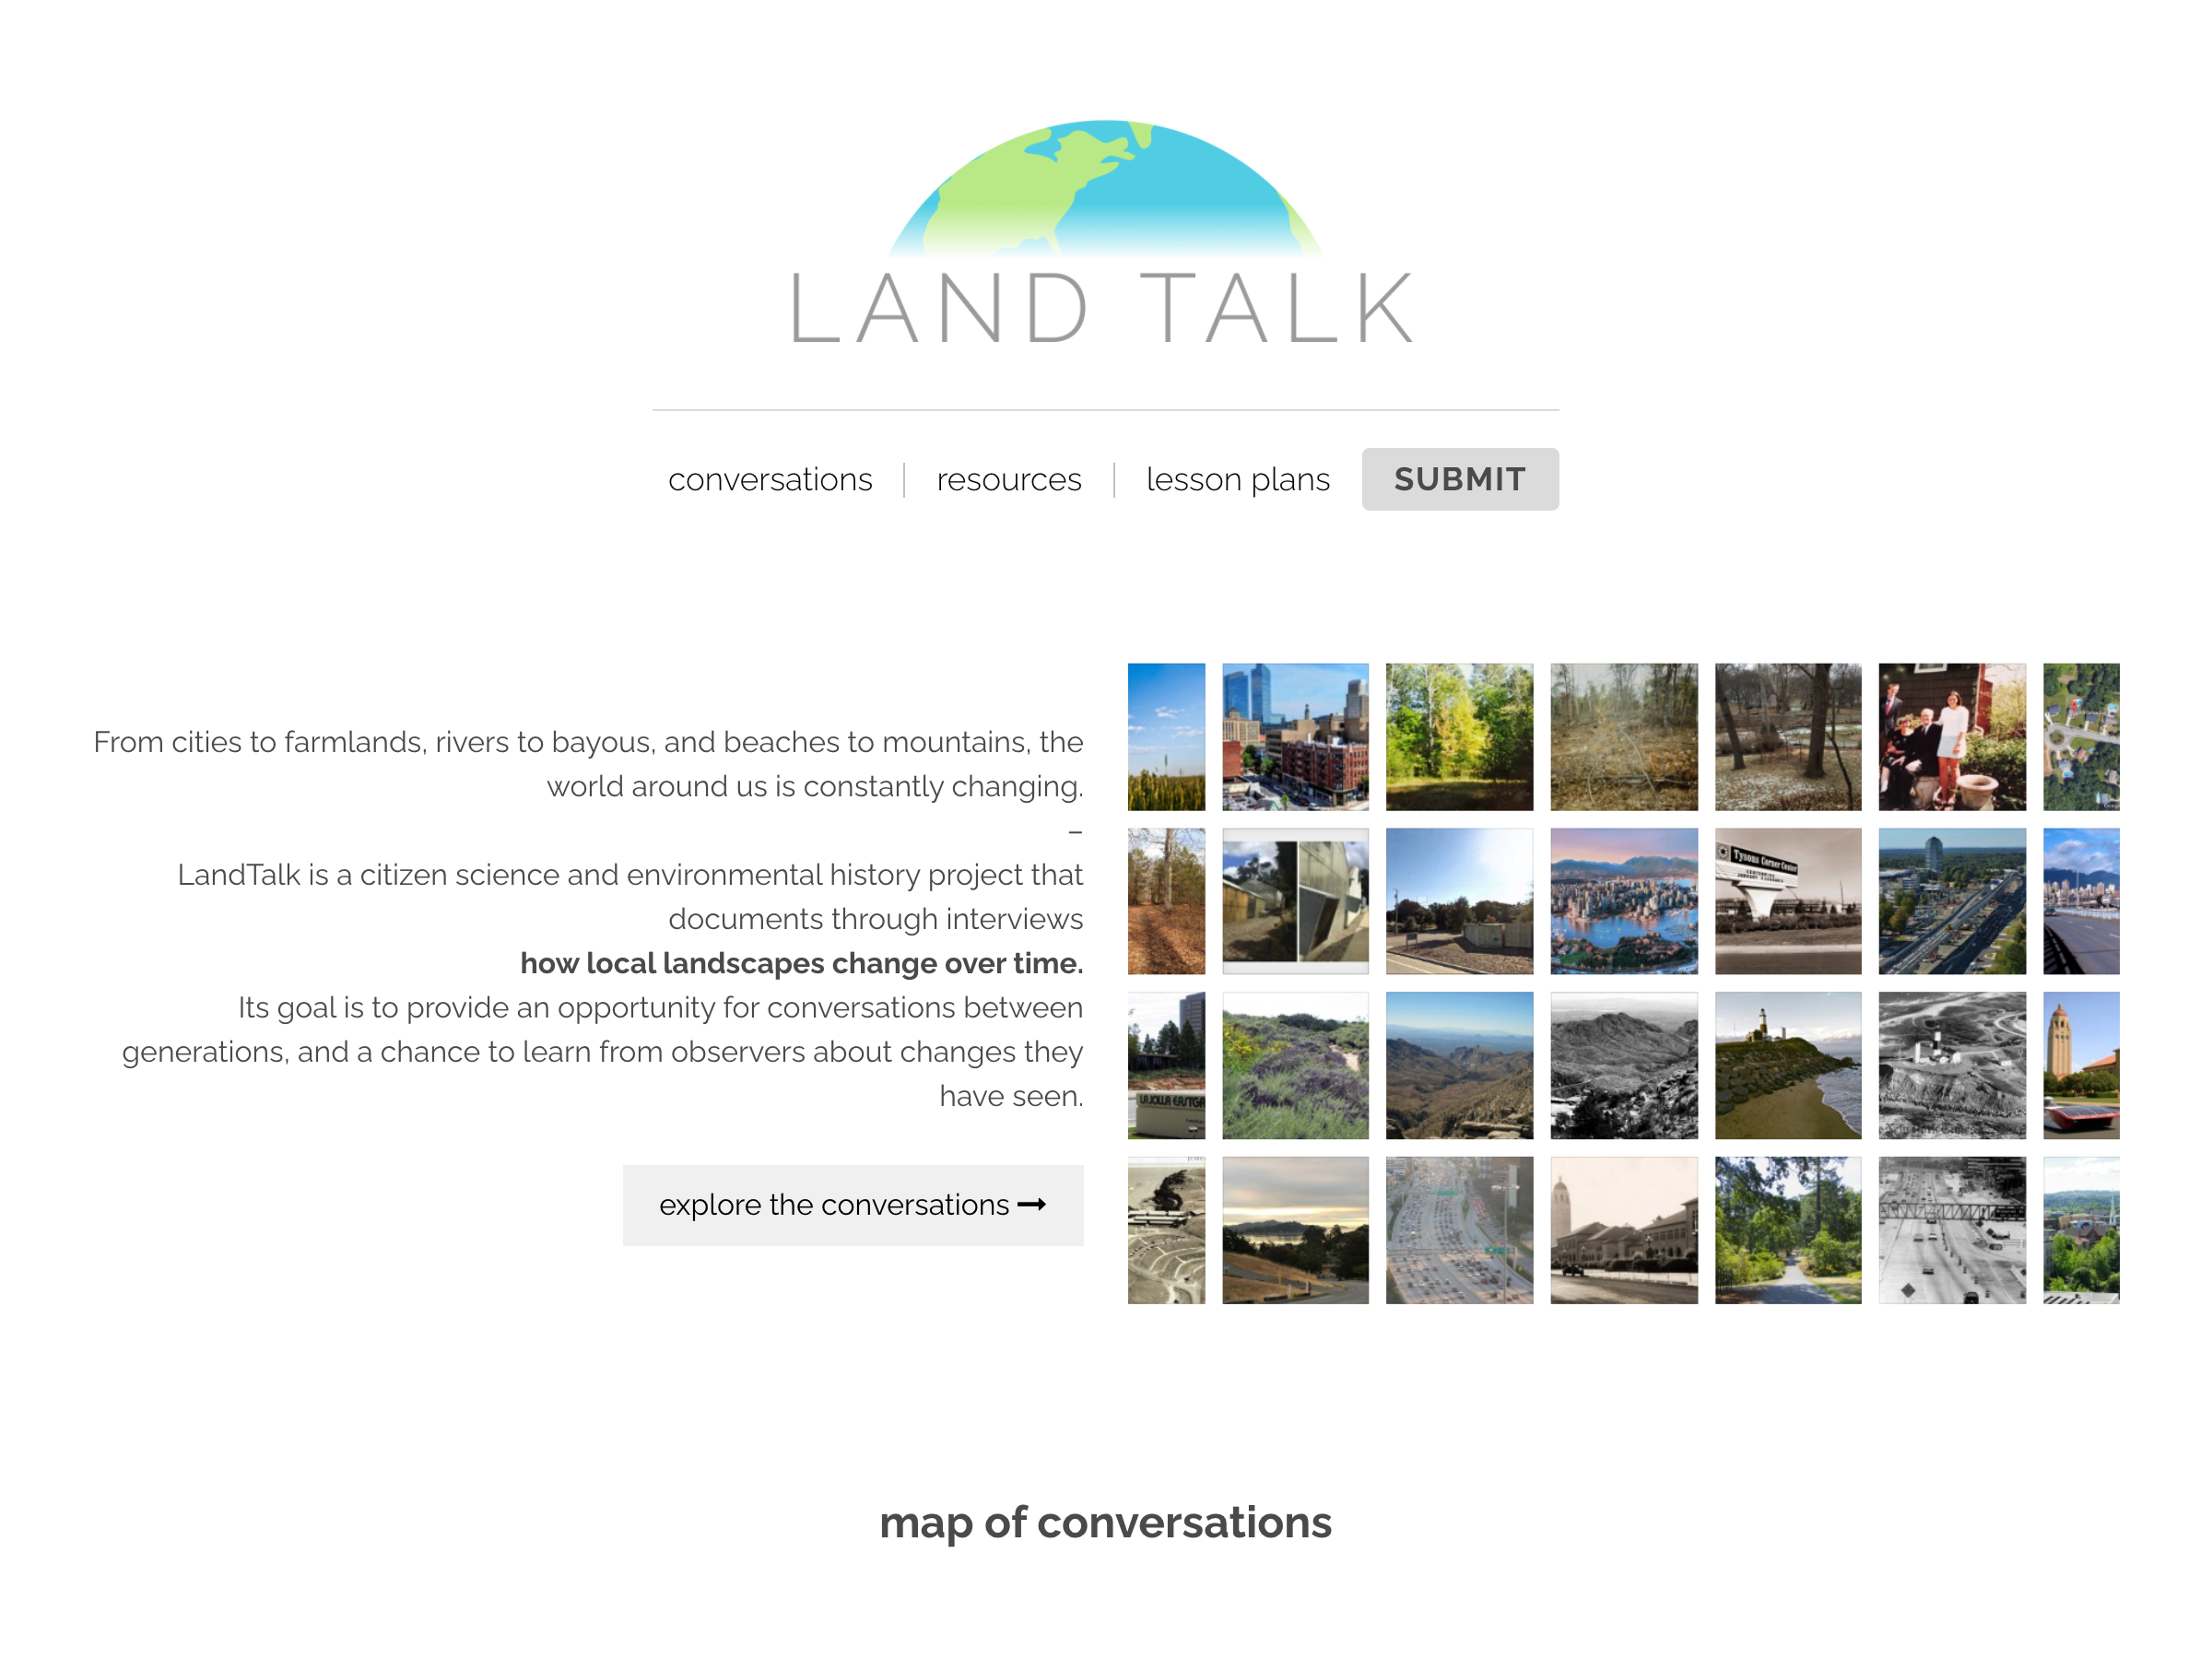 LAND TALK
conversations
resources
lesson plans
SUBMIT
From cities to farmlands, rivers to bayous, and beaches to mountains, the
world around us is constantly changing.
–
LandTalk is a citizen science and environmental history project that
documents through interviews
how local landscapes change over time.
Its goal is to provide an opportunity for conversations between
generations, and a chance to learn from observers about changes they
have seen.
explore the conversations
Tysons Corner Center
map of conversations